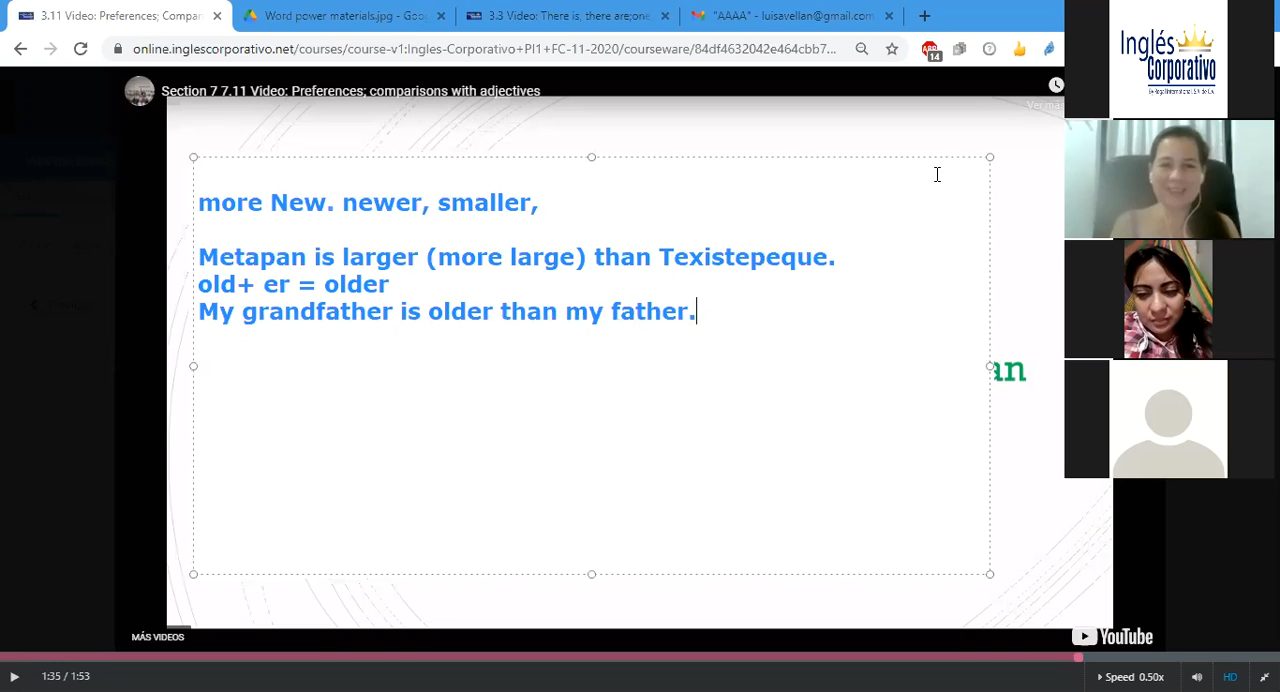 3.11 Video: Preferences; Compar
Word power materials.jpg - Goo
3.3 Video: There is, there are;one,
"AAAA" - luisavellan@gmail.com
online.inglescorporativo.net/courses/course-v1:Ingles-Corporativo+PI1+FC-11-2020/courseware/84df4632042e464cbb7...
ABP
14
Inglés
Corporativo
Section 7 7.11 Video: Preferences; comparisons with adjectives
Ver más
more New. newer, smaller,
Metapan is larger (more large) than Texistepeque.
old+ er = older
My grandfather is older than my father.
an
MÁS VIDEOS
YouTube
1:35 / 1:53
Speed 0.50x
HD